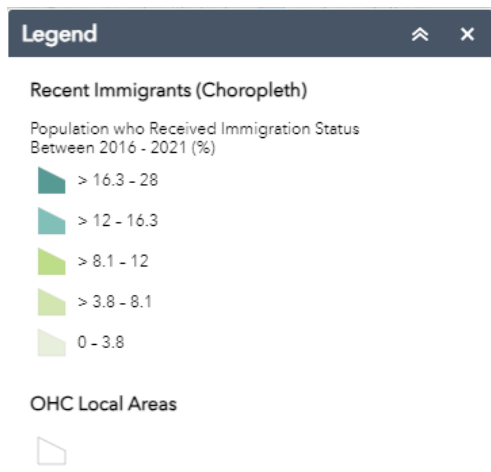 Legend
Recent Immigrants (Choropleth)
Population who Received Immigration Status
Between 2016 - 2021 (%)
> 16.3 - 28
> 12 - 16.3
> 8.1 - 12
> 3.8 - 8.1
0 - 3.8
OHC Local Areas